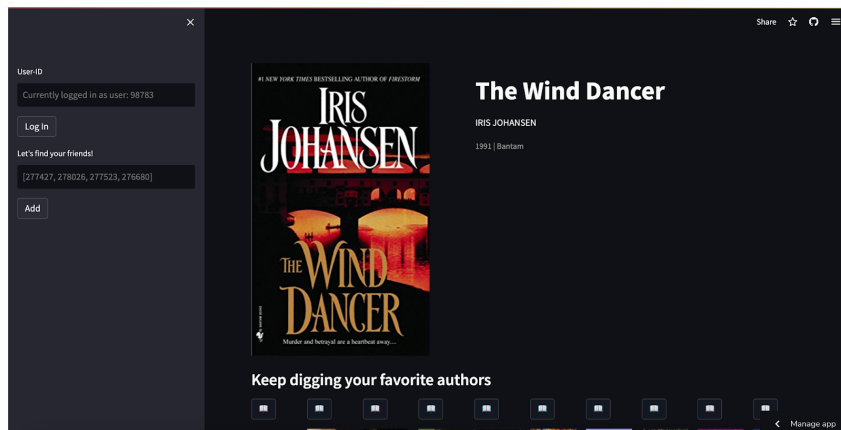 Share
User-ID
Currently logged in as user: 98783
Log In
Let's find your friends!
[277427, 278026, 277523, 276680]
Add
#1 NEW YORK TIMES BESTSELLING AUTHOR OF FIRESTORM
IRIS
JOHANSEN
THE WIND
DANCER
Murder and betrayal are a heartbeat away....
The Wind Dancer
IRIS JOHANSEN
1991 | Bantam
Keep digging your favorite authors
Manage app